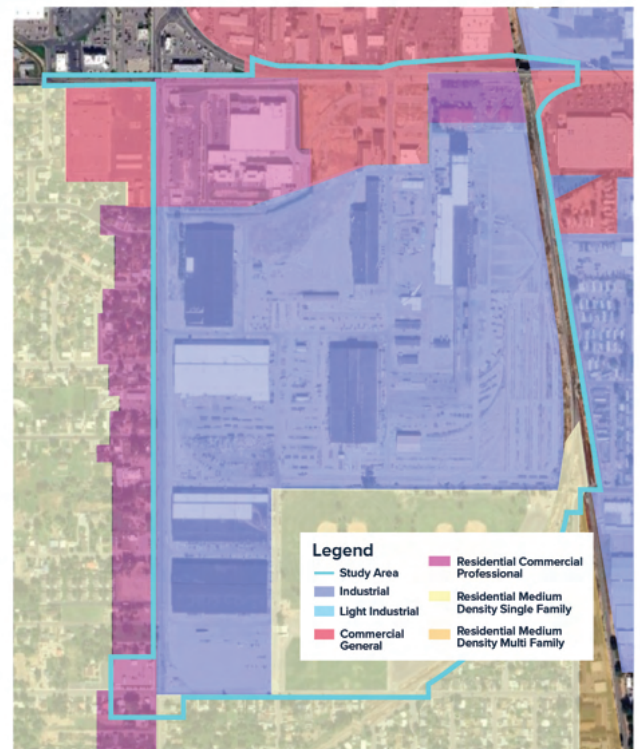 Legend
Study Area
Industrial
Light Industrial
Commercial
General
Residential Commercial
Professional
Residential Medium
Density Single Family
Residential Medium
Density Multi Family